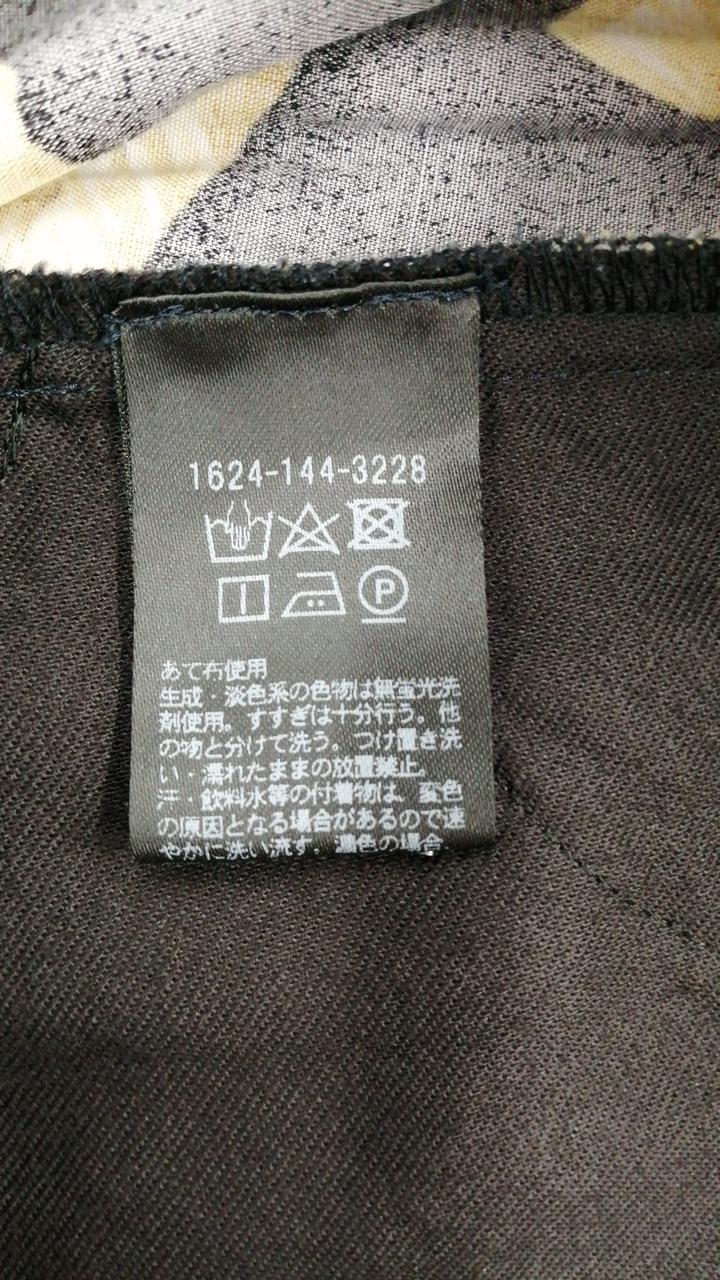 1624-144-3228
P
あて布使用
生成・淡色系の色物は無蛍光洗
剤使用。すすぎは十分行う。他
の物と分けて洗う。つけ置き洗
い・濡れたままの放置禁止。
汗・飲料水等の付着物は、変色
の原因となる場合があるので速
やかに洗い流す。濃色の場合